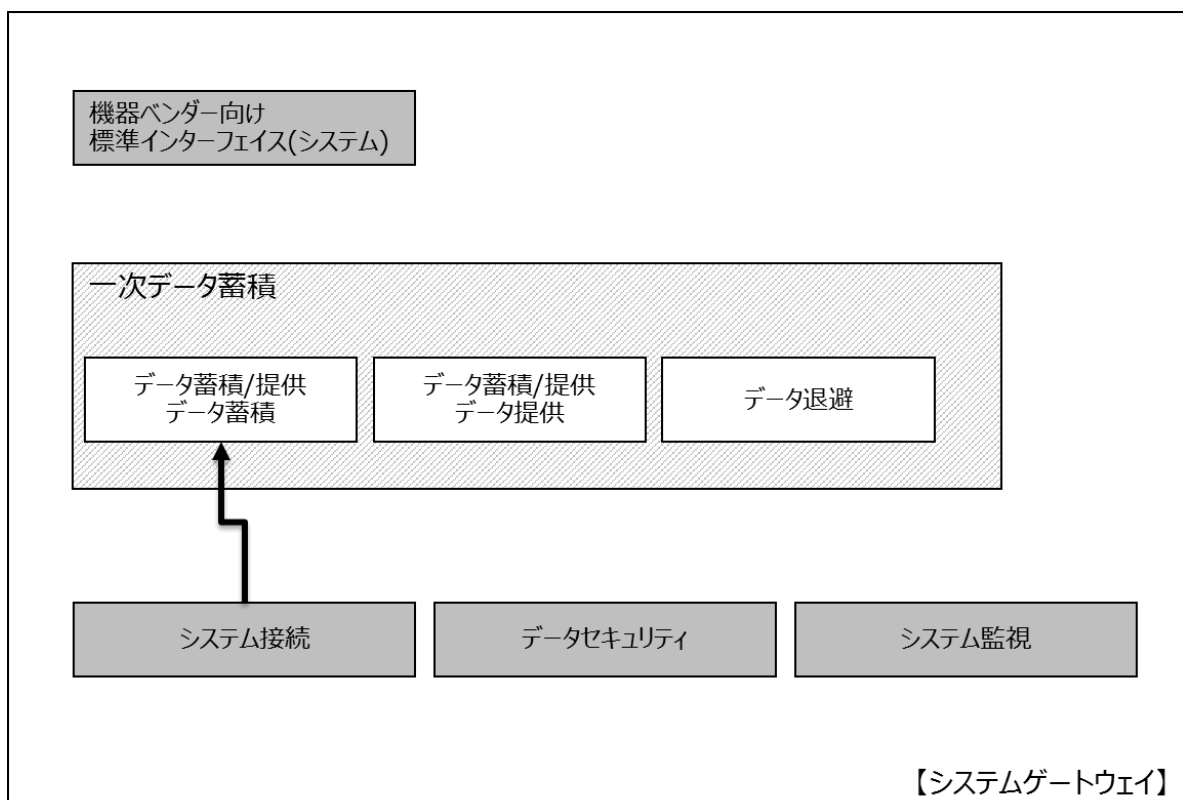 機器ベンダー向け
標準インターフェイス(システム)
一次データ蓄積
データ蓄積/提供
データ蓄積
データ蓄積/提供
データ提供
データ退避
システム接続
データセキュリティ
システム監視
【システムゲートウェイ】